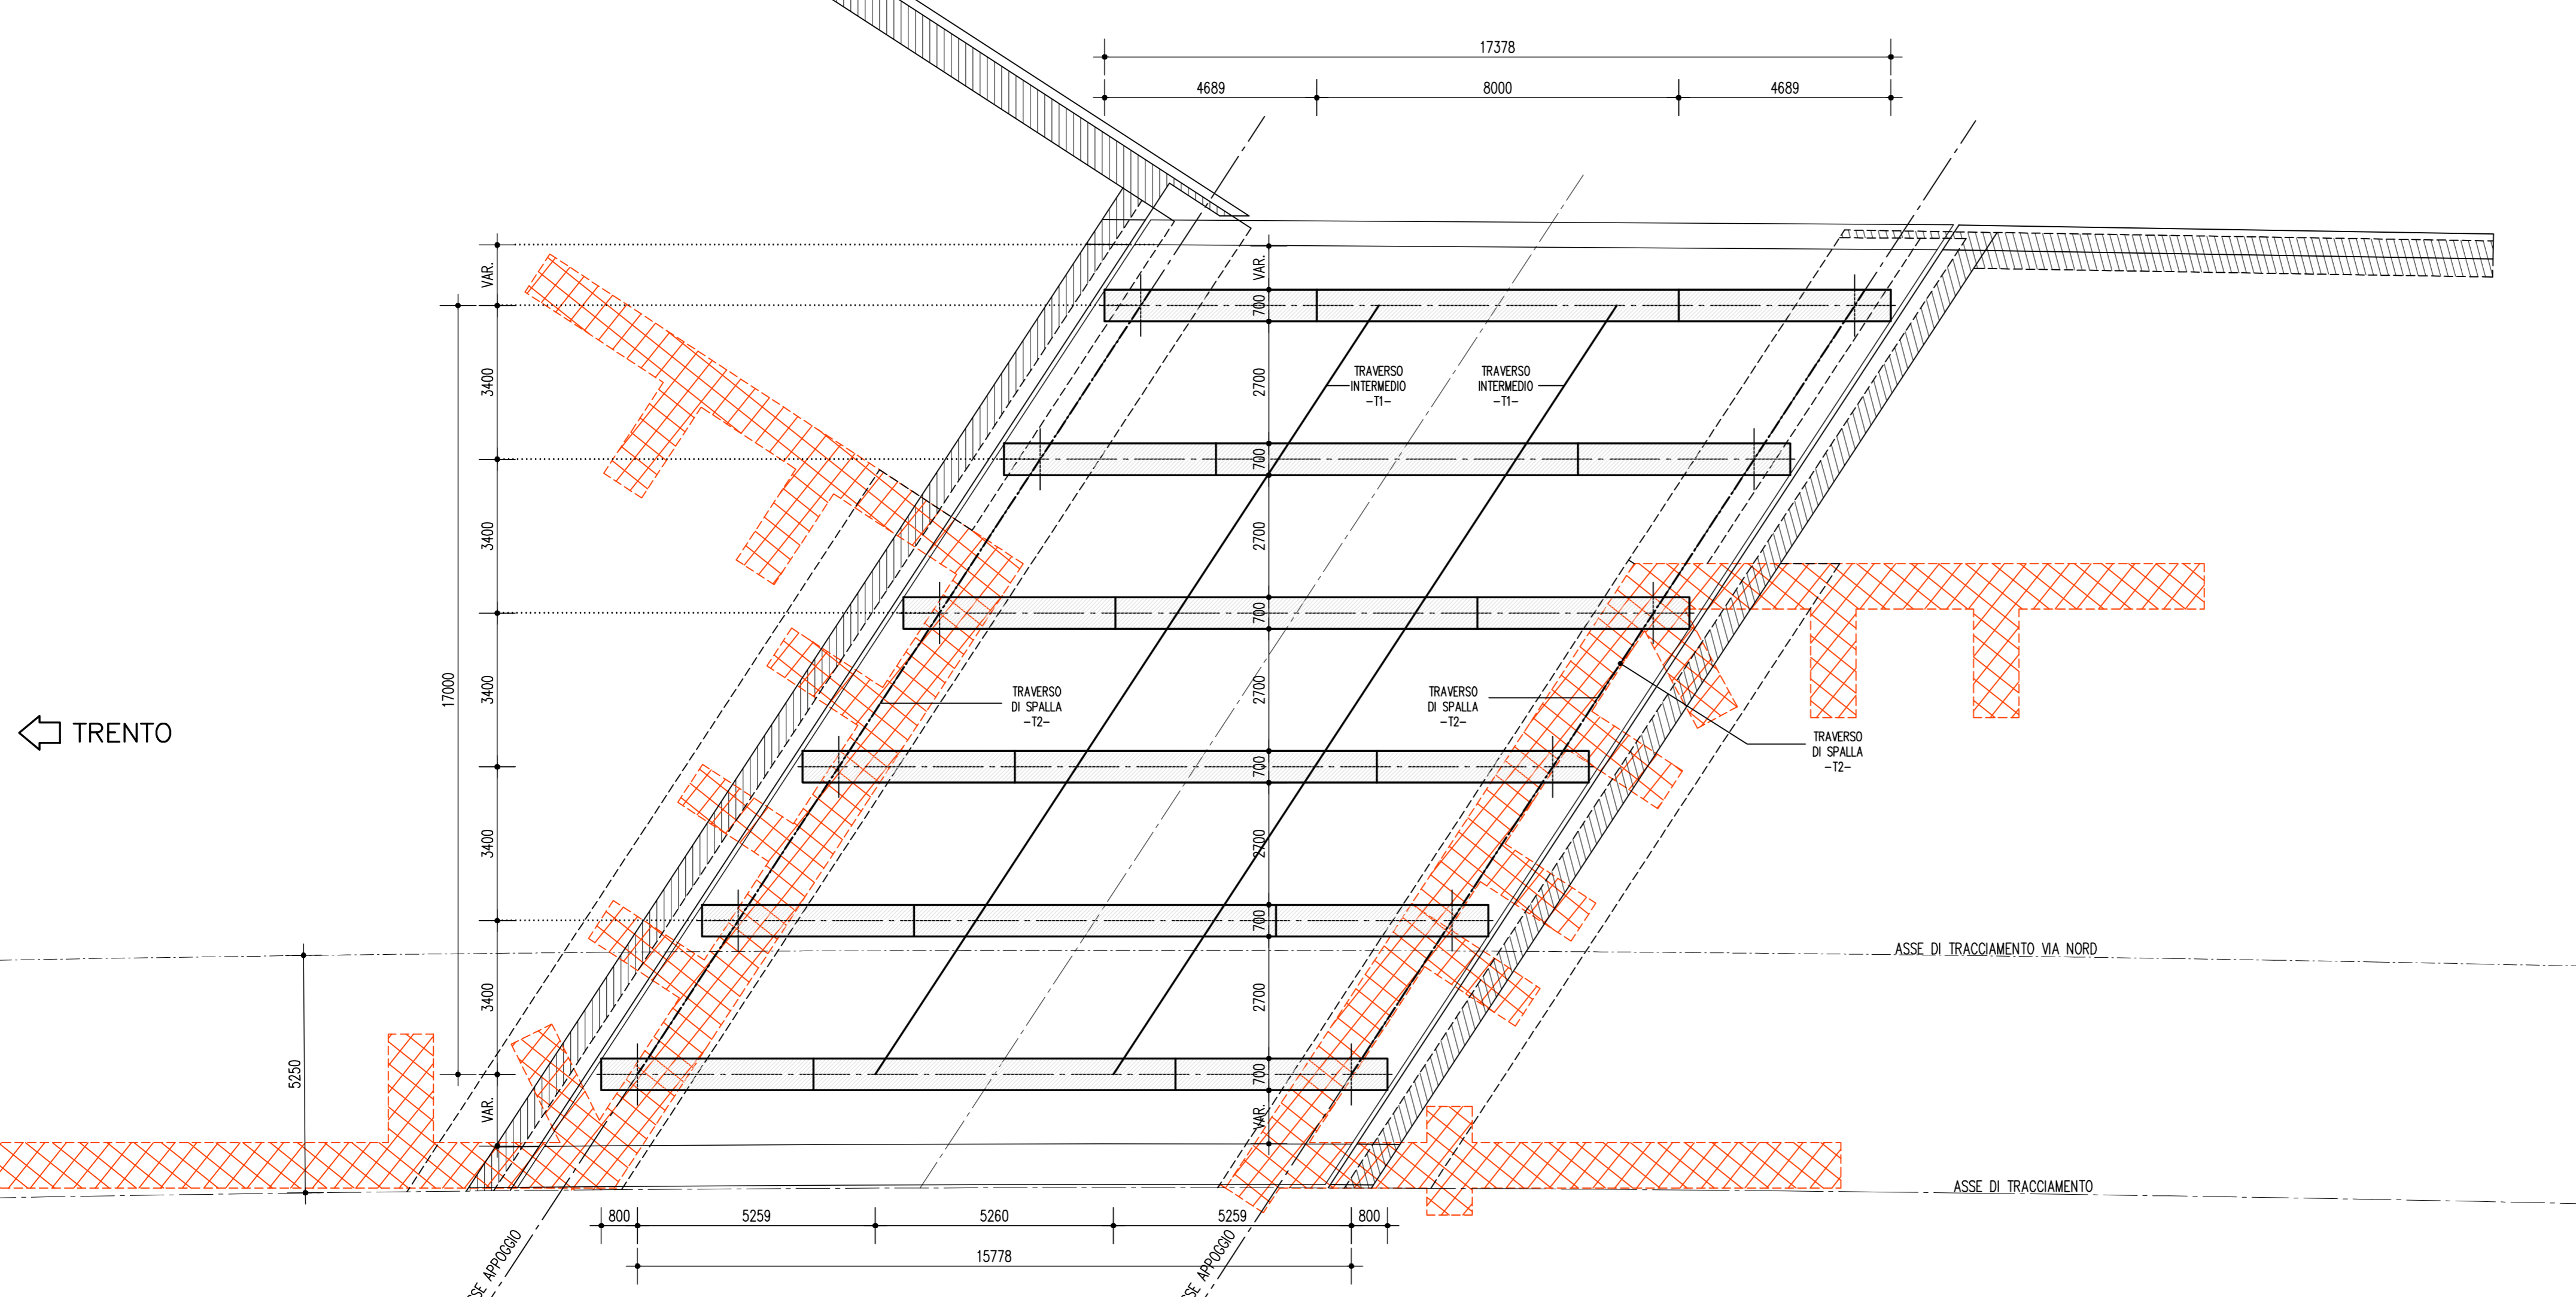 17378
4689
8000
4689
VAR.
VAR.
700
3400
2700
TRAVERSO
INTERMEDIO
-T1-
TRAVERSO
INTERMEDIO
-T1-
700
3400
2700
700
17000
3400
2700
TRAVERSO
DI SPALLA
-T2-
TRAVERSO
DI SPALLA
-T2-
TRENTO
TRAVERSO
DI SPALLA
-T2-
700
3400
2700
700
ASSE DI TRACCIAMENTO VIA NORD
3400
2700
5250
700
VAR.
VAR.
ASSE DI TRACCIAMENTO
800
5259
5260
5259
800
15778
SE APPOGGIO
SE APPOGGIO